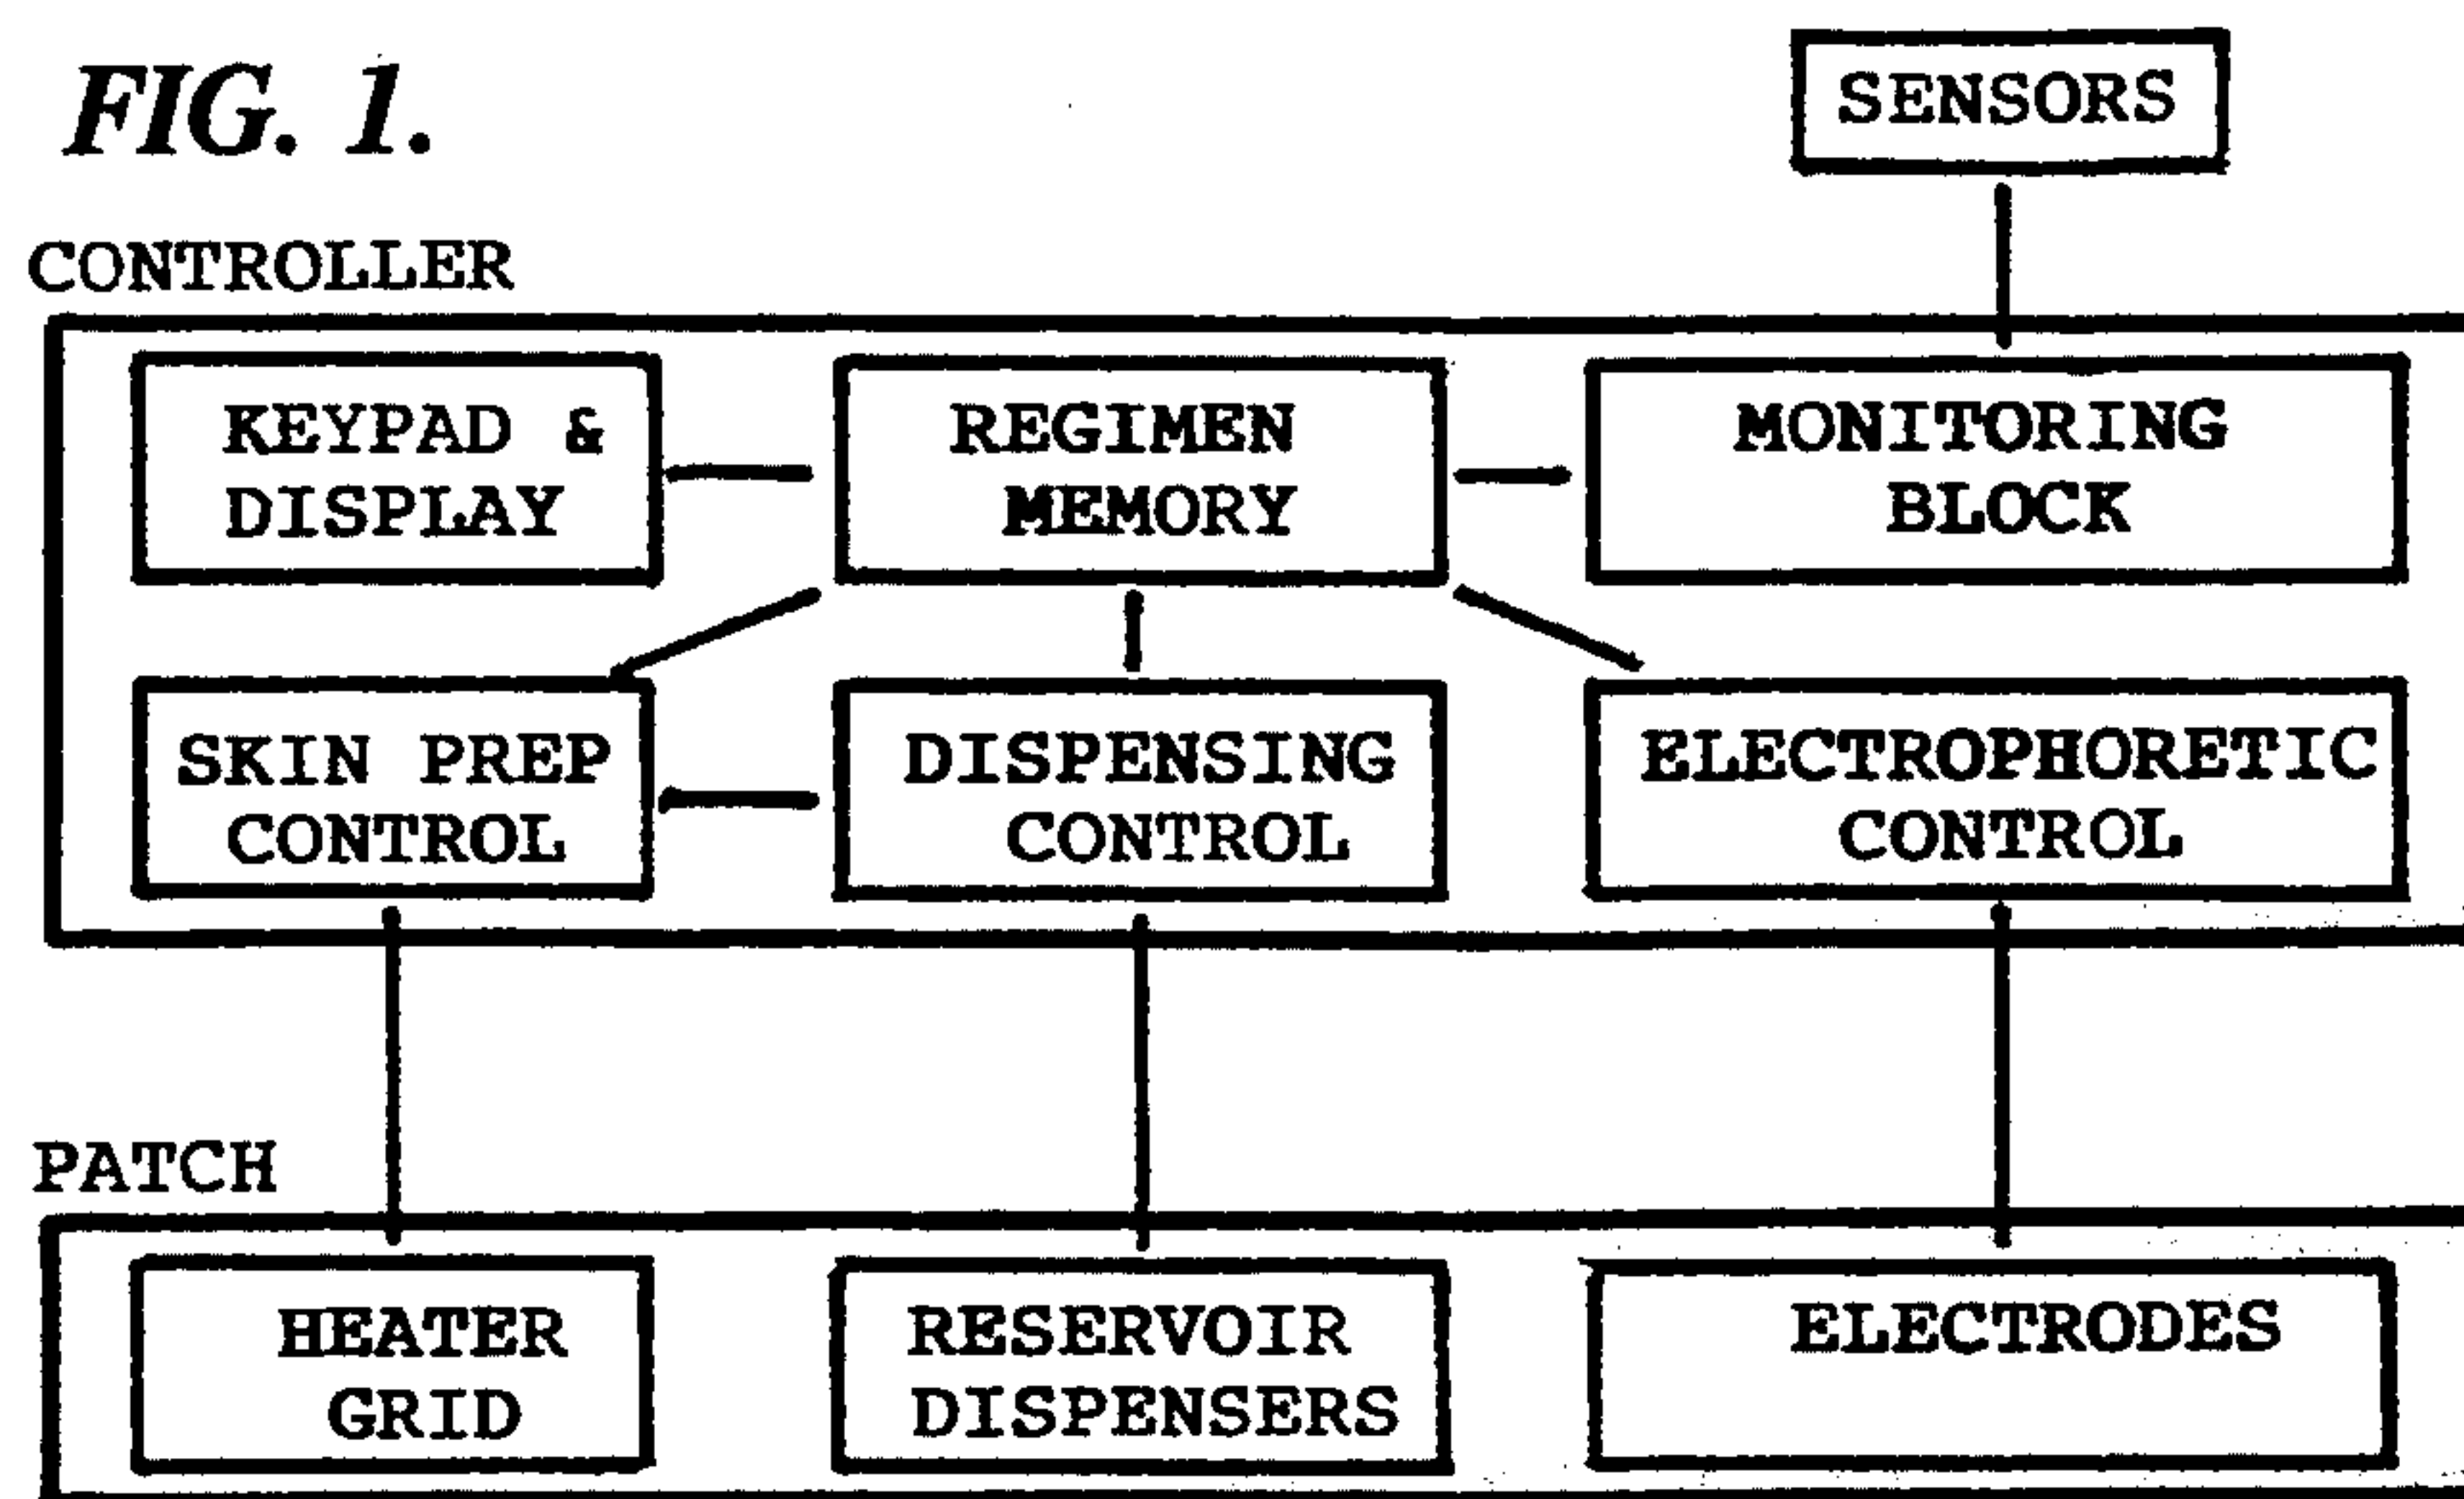 FIG. 1.
SENSORS
CONTROLLER
KEYPAD &
DISPLAY
REGIMEN
MEMORY
MONITORING
BLOCK
SKIN PREP
CONTROL
DISPENSING
CONTROL
ELECTROPHORETIC
CONTROL
PATCH
HEATER
GRID
RESERVOIR
DISPENSERS
ELECTRODES